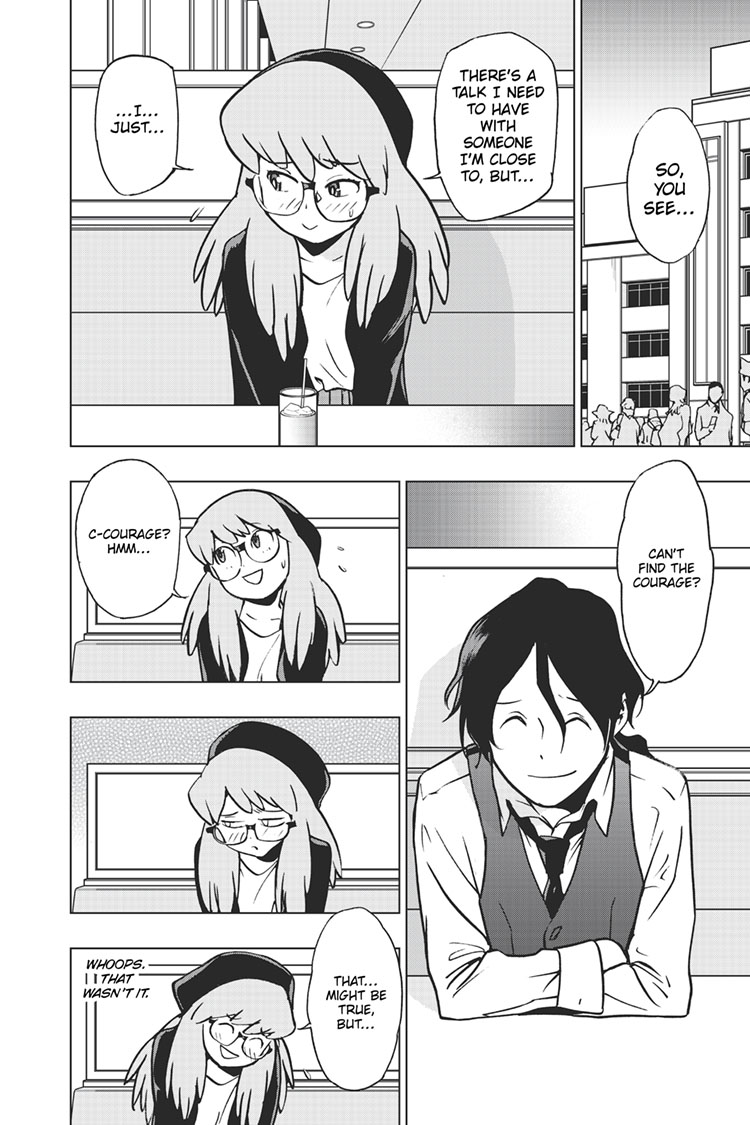 SO,
YOU
SEE...
THERE'S A
TALK I NEED
TO HAVE
WITH
SOMEONE
I'M CLOSE
TO, BUT...
...I...
JUST...
CAN'T
FIND THE
COURAGE?
C-COURAGE?
HMM...
THAT...
MIGHT BE
TRUE,
BUT...
WHOOPS.
THAT
WASN'T IT.